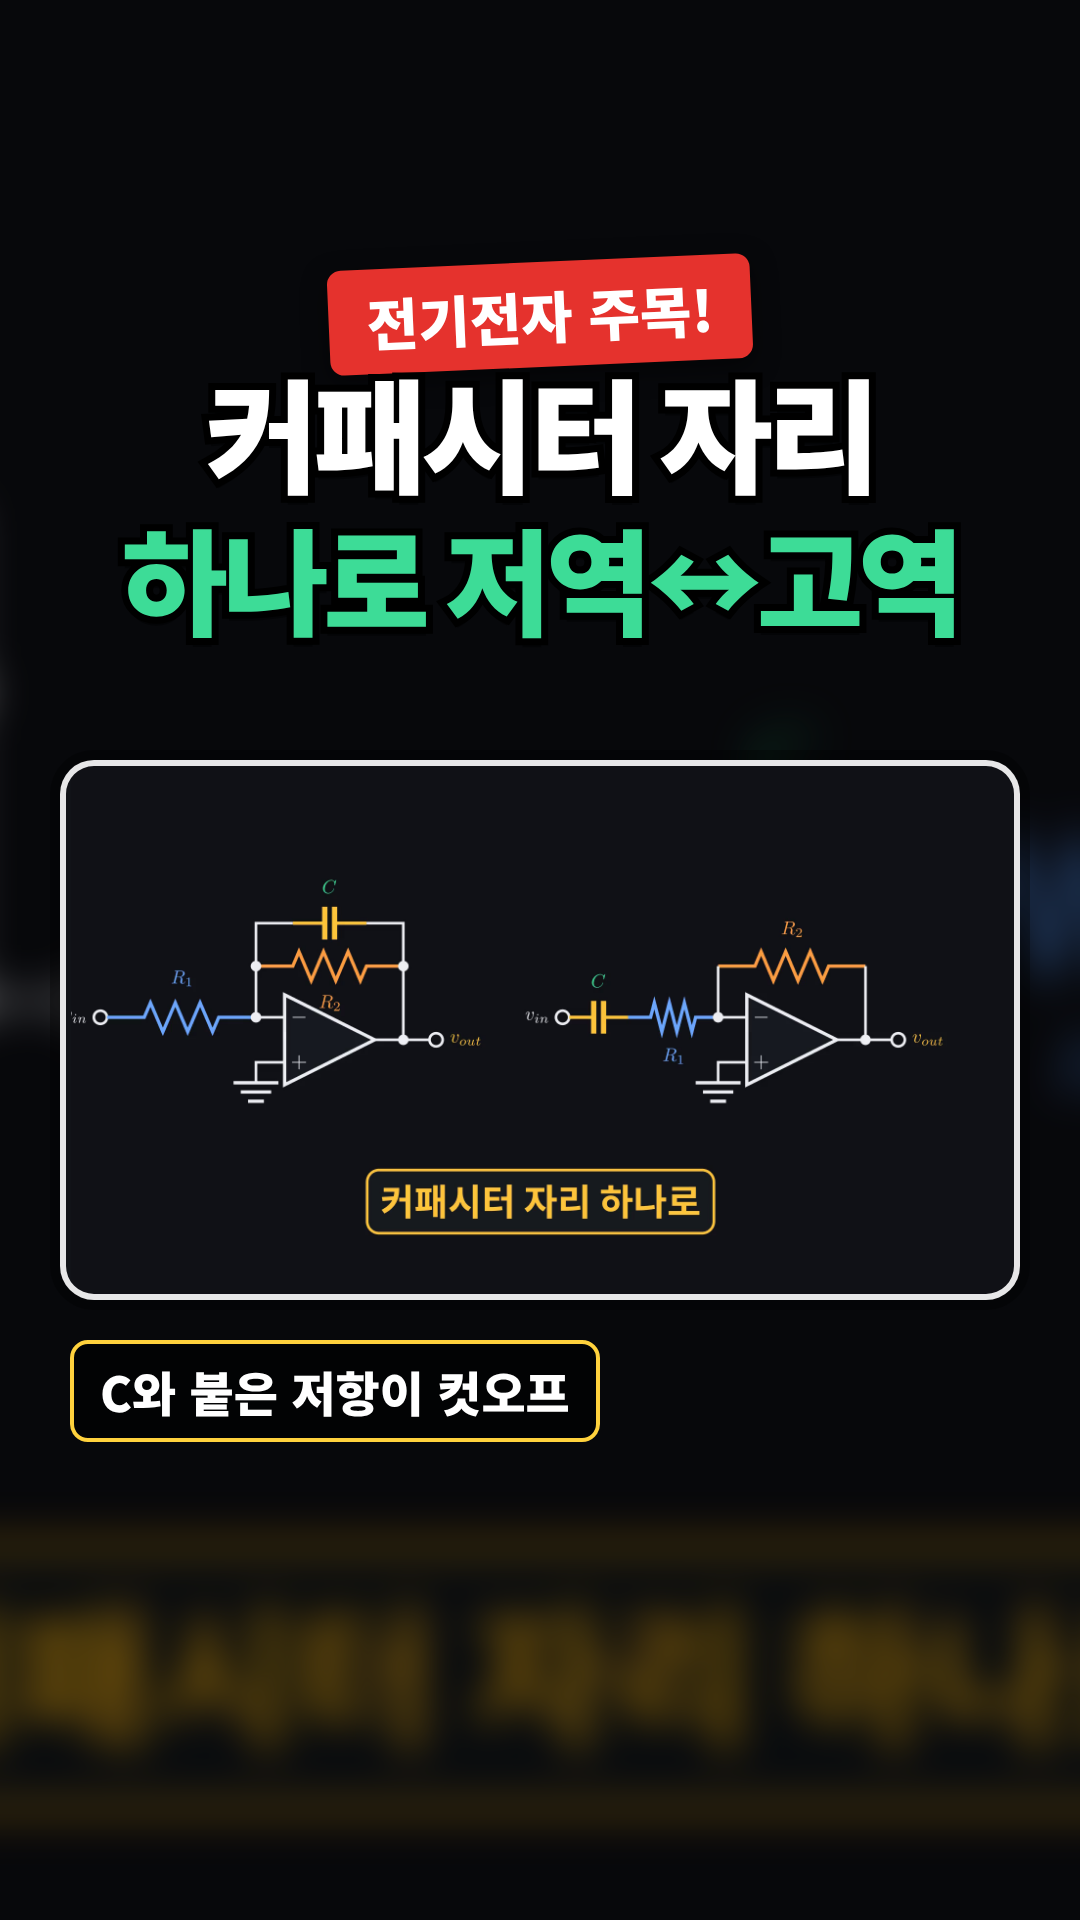 전기전자 주목!
커패시터 자리
하나로 저역↔고역
C
R1
R2
in
−
+
vout
R2
C
vin
R1
−
+
vout
커패시터 자리 하나로
C와 붙은 저항이 컷오프